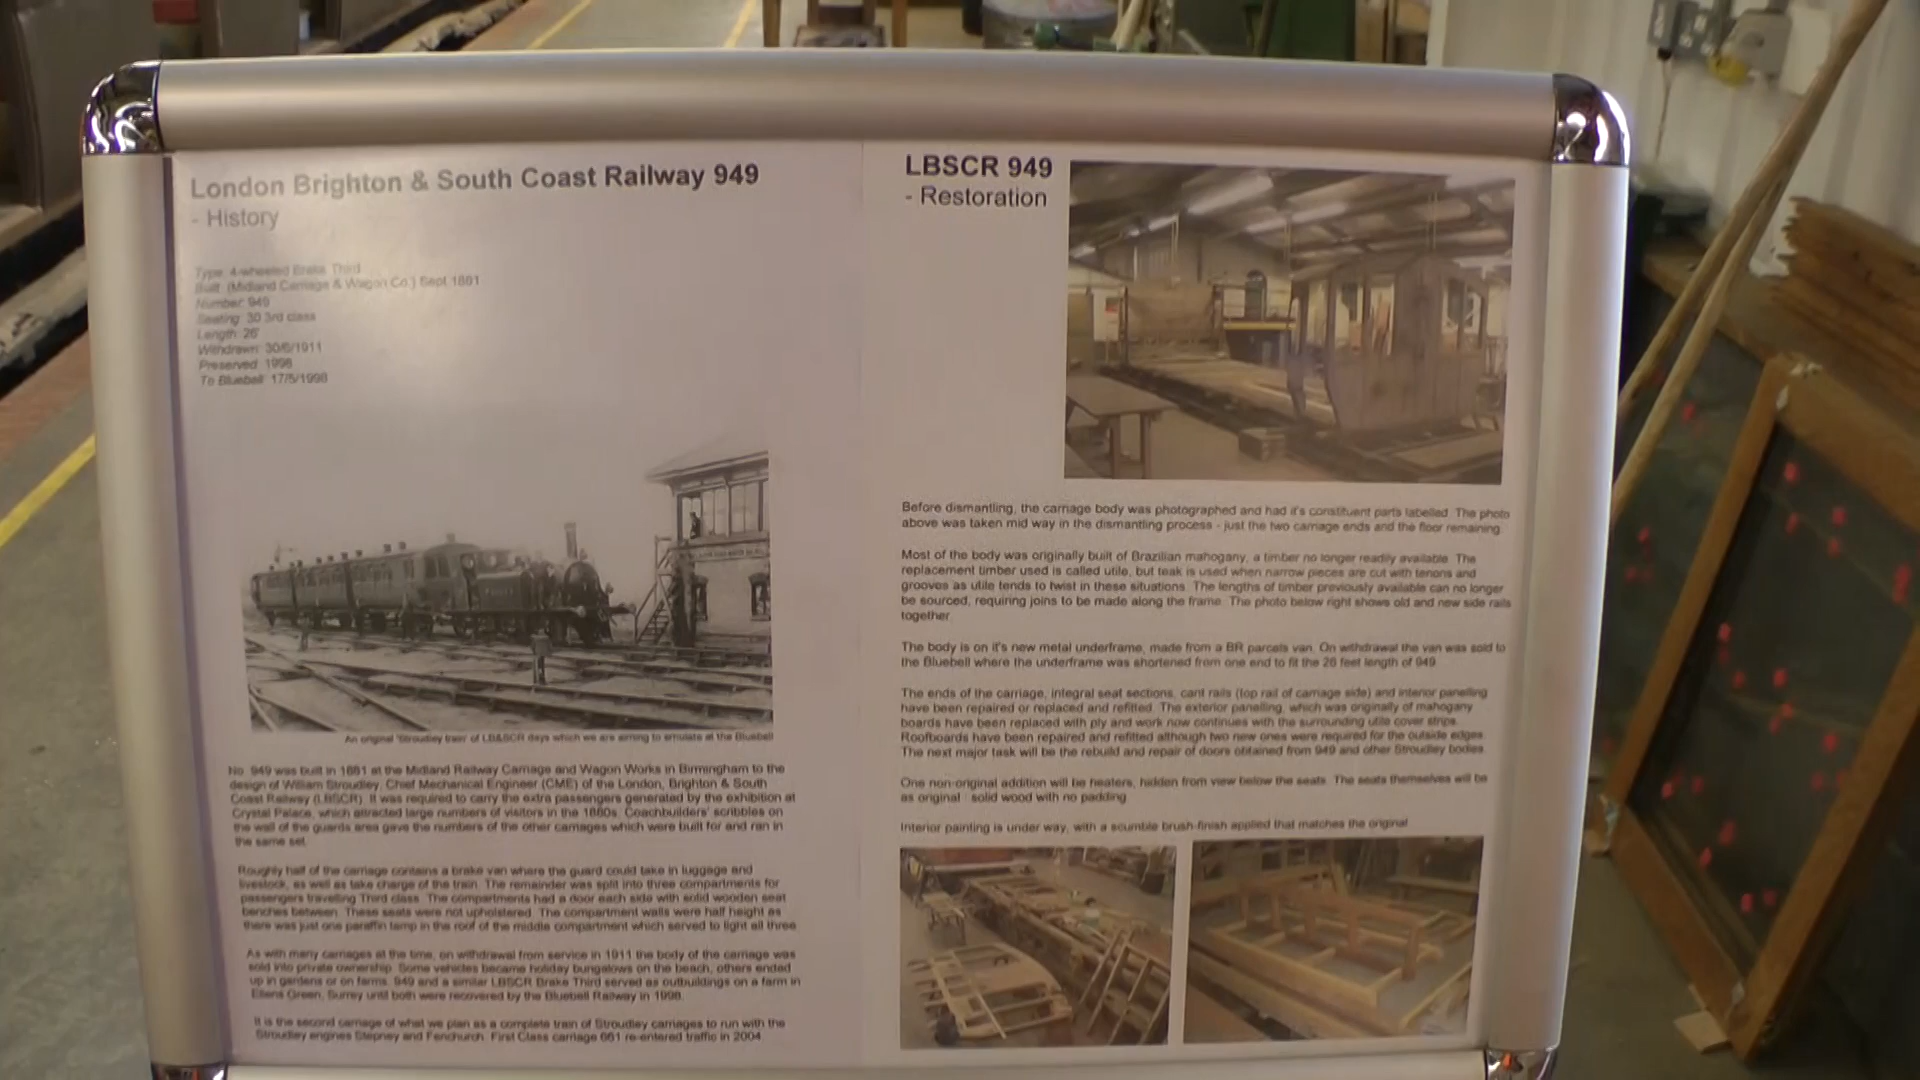 London Brighton & South Coast Railway 949
- History
Type: 4-wheeled Brake Third
Built: (Midland Carriage & Wagon Co.) Sept 1881
Number: 949
Seating: 30 3rd class
Length: 26'
Withdrawn: 30/6/1911
Preserved: 1998
To Bluebell: 17/5/1998
An original 'Stroudley train' of LB&SCR days which we are aiming to emulate at the Bluebell
No. 949 was built in 1881 at the Midland Railway Carriage and Wagon Works in Birmingham to the
design of William Stroudley, Chief Mechanical Engineer (CME) of the London, Brighton & South
Coast Railway (LBSCR). It was required to carry the extra passengers generated by the exhibition at
Crystal Palace, which attracted large numbers of visitors in the 1880s. Coachbuilders' scribbles on
the wall of the guards area gave the numbers of the other carriages which were built for and ran in
the same set.
Roughly half of the carriage contains a brake van where the guard could take in luggage and
livestock, as well as take charge of the train. The remainder was split into three compartments for
passengers travelling Third class. The compartments had a door each side with solid wooden seat
benches between. These seats were not upholstered. The compartment walls were half height as
there was just one paraffin lamp in the roof of the middle compartment which served to light all three
As with many carriages at the time, on withdrawal from service in 1911 the body of the carriage was
sold into private ownership. Some vehicles became holiday bungalows on the beach, others ended
up in gardens or on farms. 949 and a similar LBSCR Brake Third served as outbuildings on a farm in
Ellens Green, Surrey until both were recovered by the Bluebell Railway in 1998.
It is the second carriage of what we plan as a complete train of Stroudley carriages to run with the
Stroudley engines Stepney and Fenchurch. First Class carriage 661 re-entered traffic in 2004.
LBSCR 949
- Restoration
Before dismantling, the carriage body was photographed and had it's constituent parts labelled. The photo
above was taken mid way in the dismantling process - just the two carriage ends and the floor remaining.
Most of the body was originally built of Brazilian mahogany, a timber no longer readily available. The
replacement timber used is called utile, but teak is used when narrow pieces are cut with tenons and
grooves as utile tends to twist in these situations. The lengths of timber previously available can no longer
be sourced, requiring joins to be made along the frame. The photo below right shows old and new side rails
together.
The body is on it's new metal underframe, made from a BR parcels van. On withdrawal the van was sold to
the Bluebell where the underframe was shortened from one end to fit the 26 feet length of 949.
The ends of the carriage, integral seat sections, cant rails (top rail of carriage side) and interior panelling
have been repaired or replaced and refitted. The exterior panelling, which was originally of mahogany
boards have been replaced with ply and work now continues with the surrounding utile cover strips.
Roofboards have been repaired and refitted although two new ones were required for the outside edges.
The next major task will be the rebuild and repair of doors obtained from 949 and other Stroudley bodies.
One non-original addition will be heaters, hidden from view below the seats. The seats themselves will be
as original - solid wood with no padding.
Interior painting is under way, with a scumble brush-finish applied that matches the original.